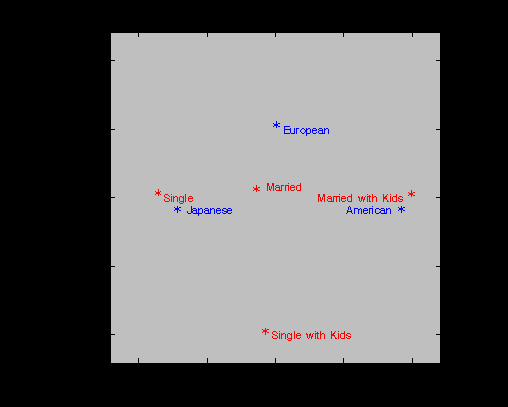 European
Married
Single
Married with Kids
Japanese
American
Single with Kids